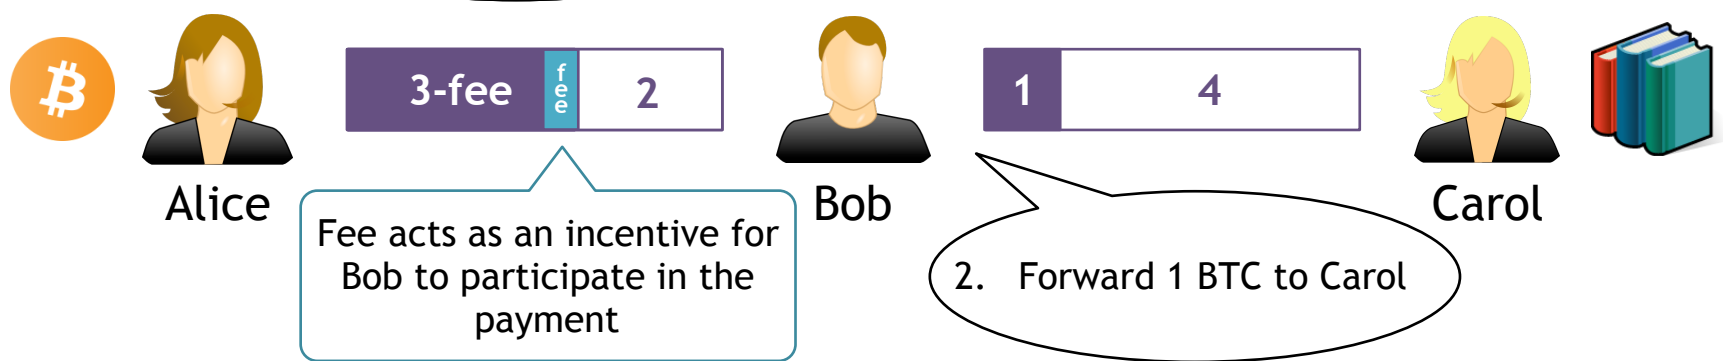 3-fee
fee
2
1
4
Alice
Bob
Carol
Fee acts as an incentive for
Bob to participate in the
payment
2. Forward 1 BTC to Carol